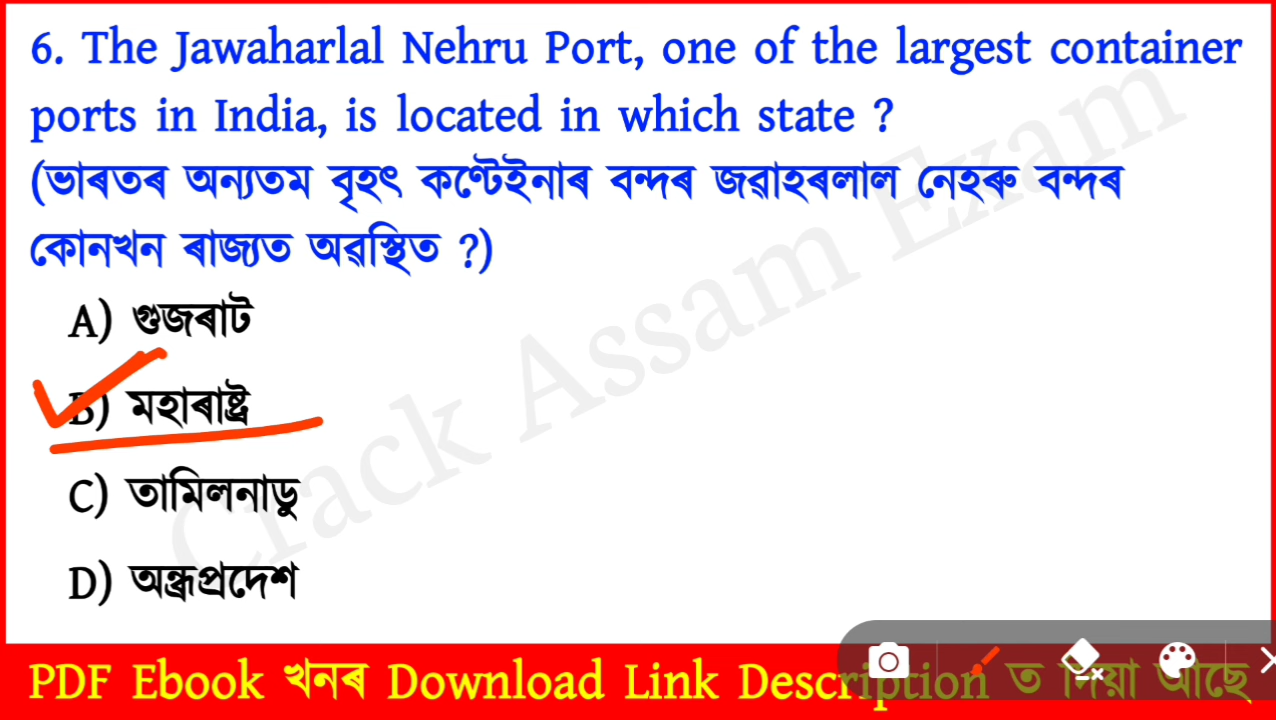 6. The Jawaharlal Nehru Port, one of the largest container
ports in India, is located in which state ?
(ভাৰতৰ অন্যতম বৃহৎ কণ্টেইনাৰ বন্দৰ জৱাহৰলাল নেহৰু বন্দৰ
কোনখন ৰাজ্যত অৱস্থিত ?)
A) গুজৰাট
B) মহাৰাষ্ট্ৰ
C) তামিলনাডু
D) অন্ধ্ৰপ্ৰদেশ
Crack Assam Exam
PDF Ebook খনৰ Download Link Description ত দিয়া আছে